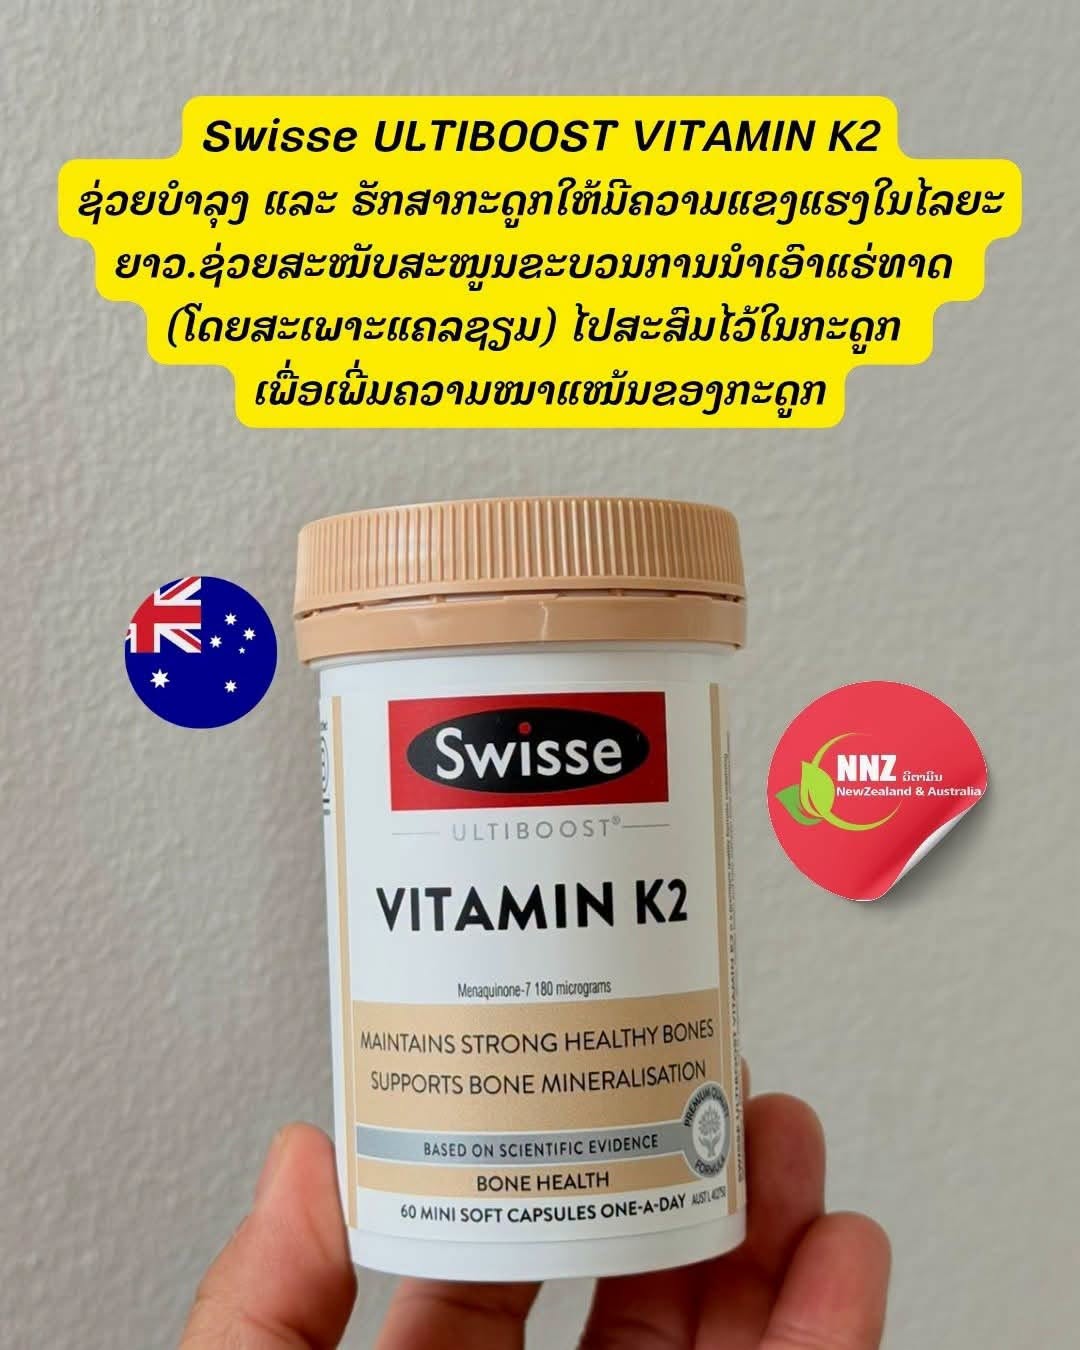 Swisse ULTIBOOST VITAMIN K2
ຊ່ວຍບຳລຸງ ແລະ ຮັກສາກະດູກໃຫ້ມີຄວາມແຂງແຮງໃນໄລຍະ
ຍາວ.ຊ່ວຍສະໜັບສະໜູນຂະບວນການນຳເອົາແຮ່ທາດ
(ໂດຍສະເພາະແຄລຊຽມ) ໄປສະສົມໄວ້ໃນກະດູກ
ເພື່ອເພີ່ມຄວາມໜາແໜ້ນຂອງກະດູກ
NNZ ວິຕາມິນ
NewZealand & Australia
Swisse
ULTIBOOST®
VITAMIN K2
Menaquinone-7 180 micrograms
MAINTAINS STRONG HEALTHY BONES
SUPPORTS BONE MINERALISATION
PREMIUM QUALITY
FORMULA
BASED ON SCIENTIFIC EVIDENCE
BONE HEALTH
60 MINI SOFT CAPSULES ONE-A-DAY